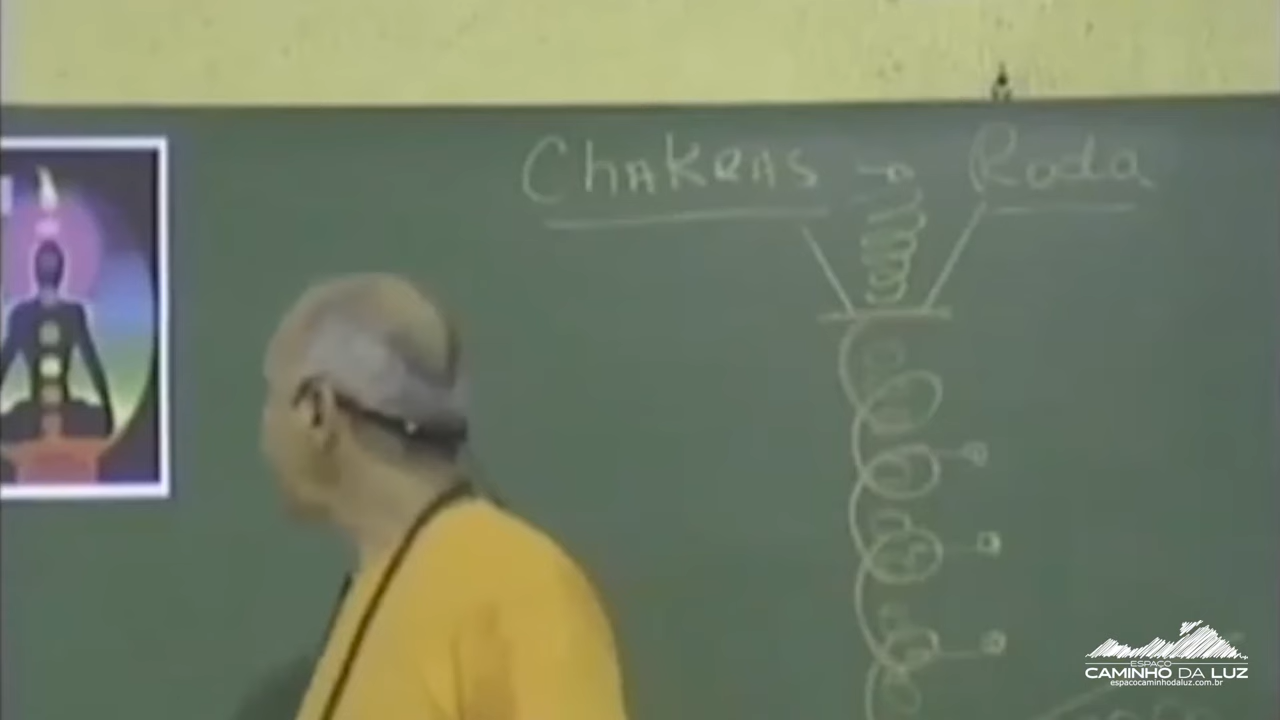 Chakras → Roda
ESPAÇO
CAMINHO DA LUZ
espacocaminhodaluz.com.br